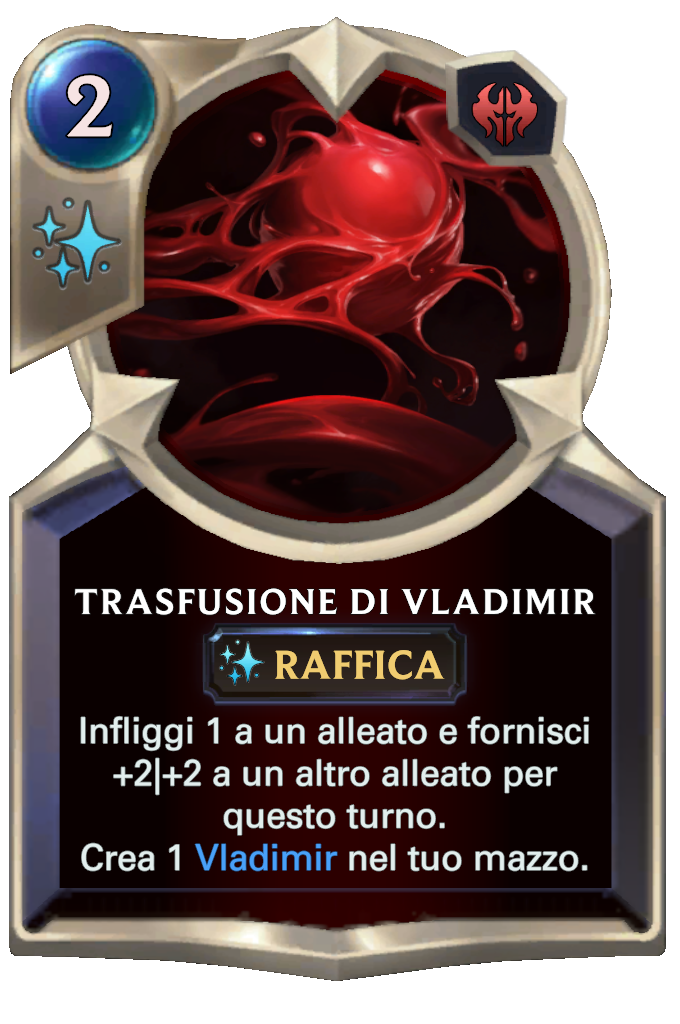 2
TRASFUSIONE DI VLADIMIR
RAFFICA
Infliggi 1 a un alleato e fornisci
+2|+2 a un altro alleato per
questo turno.
Crea 1 Vladimir nel tuo mazzo.